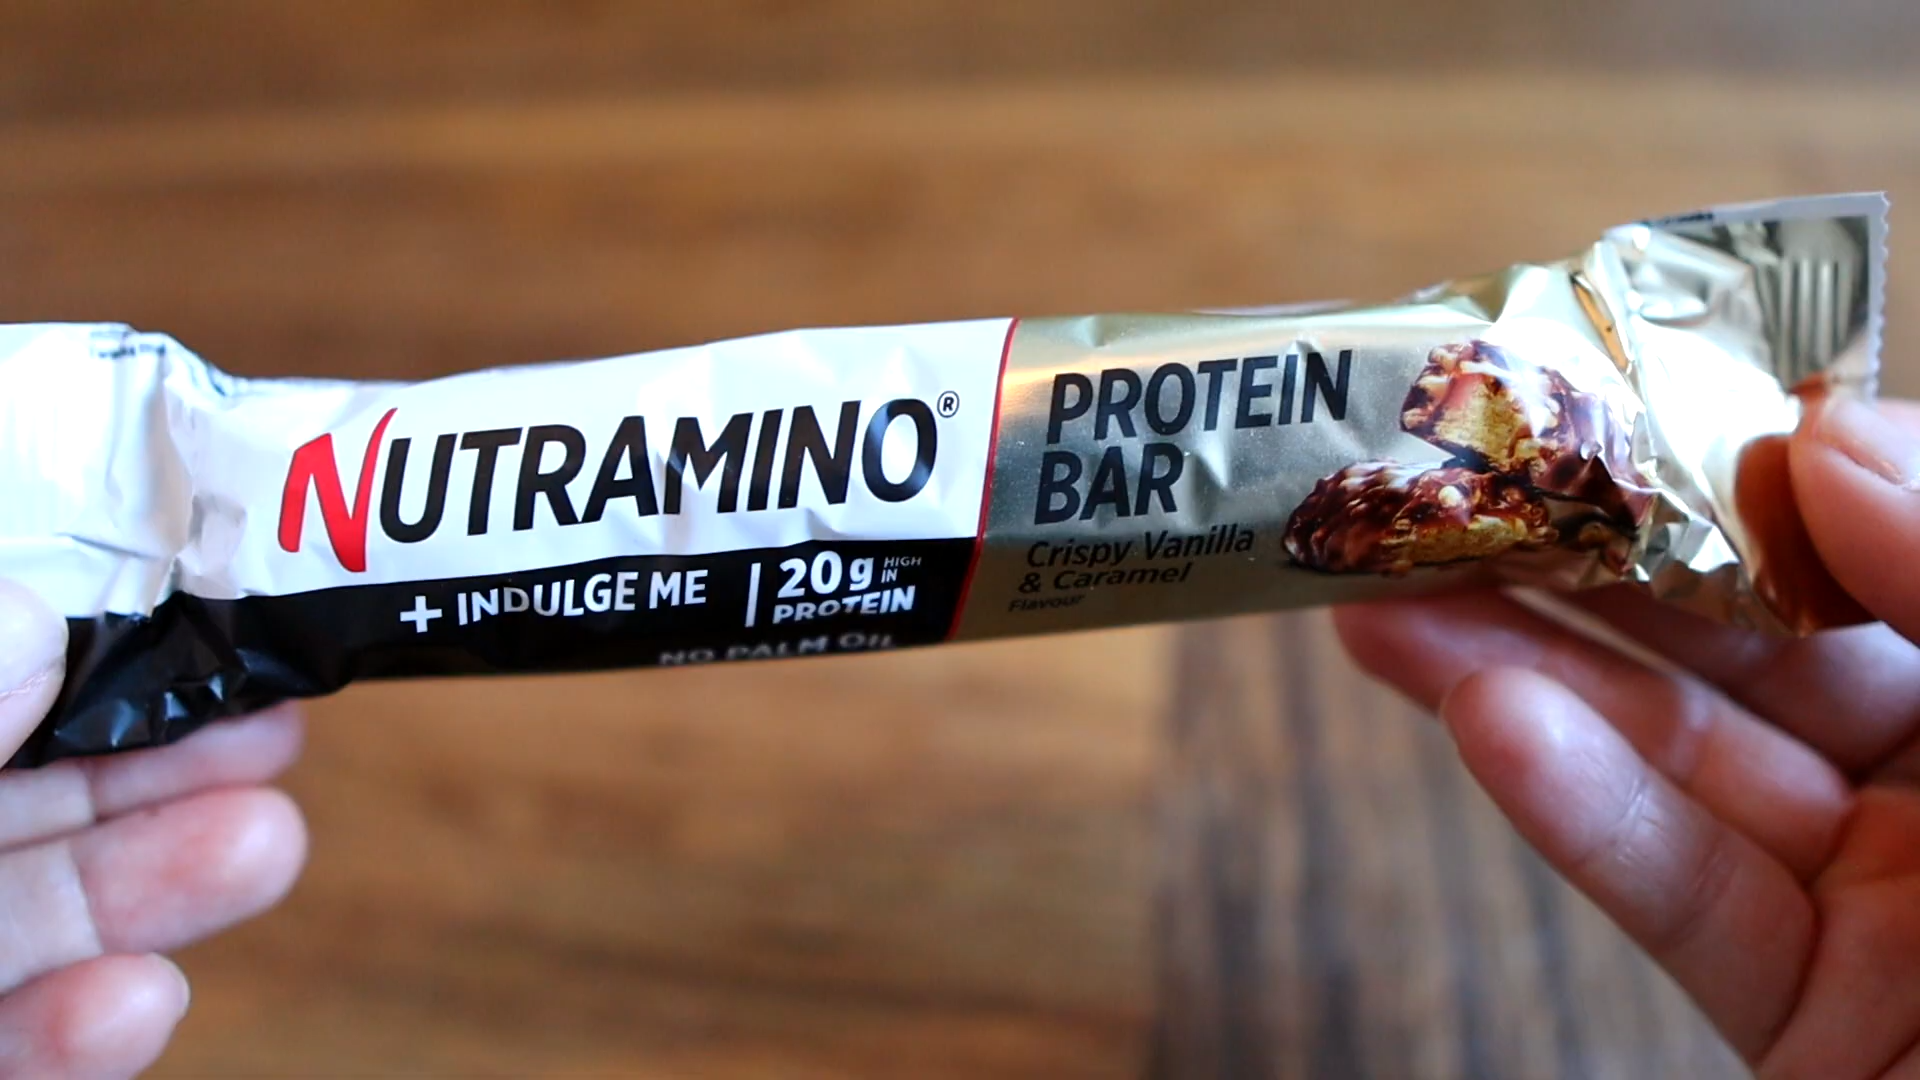 NUTRAMINO®
+ INDULGE ME
20g HIGH IN
PROTEIN
NO PALM OIL
PROTEIN
BAR
Crispy Vanilla
& Caramel
Flavour